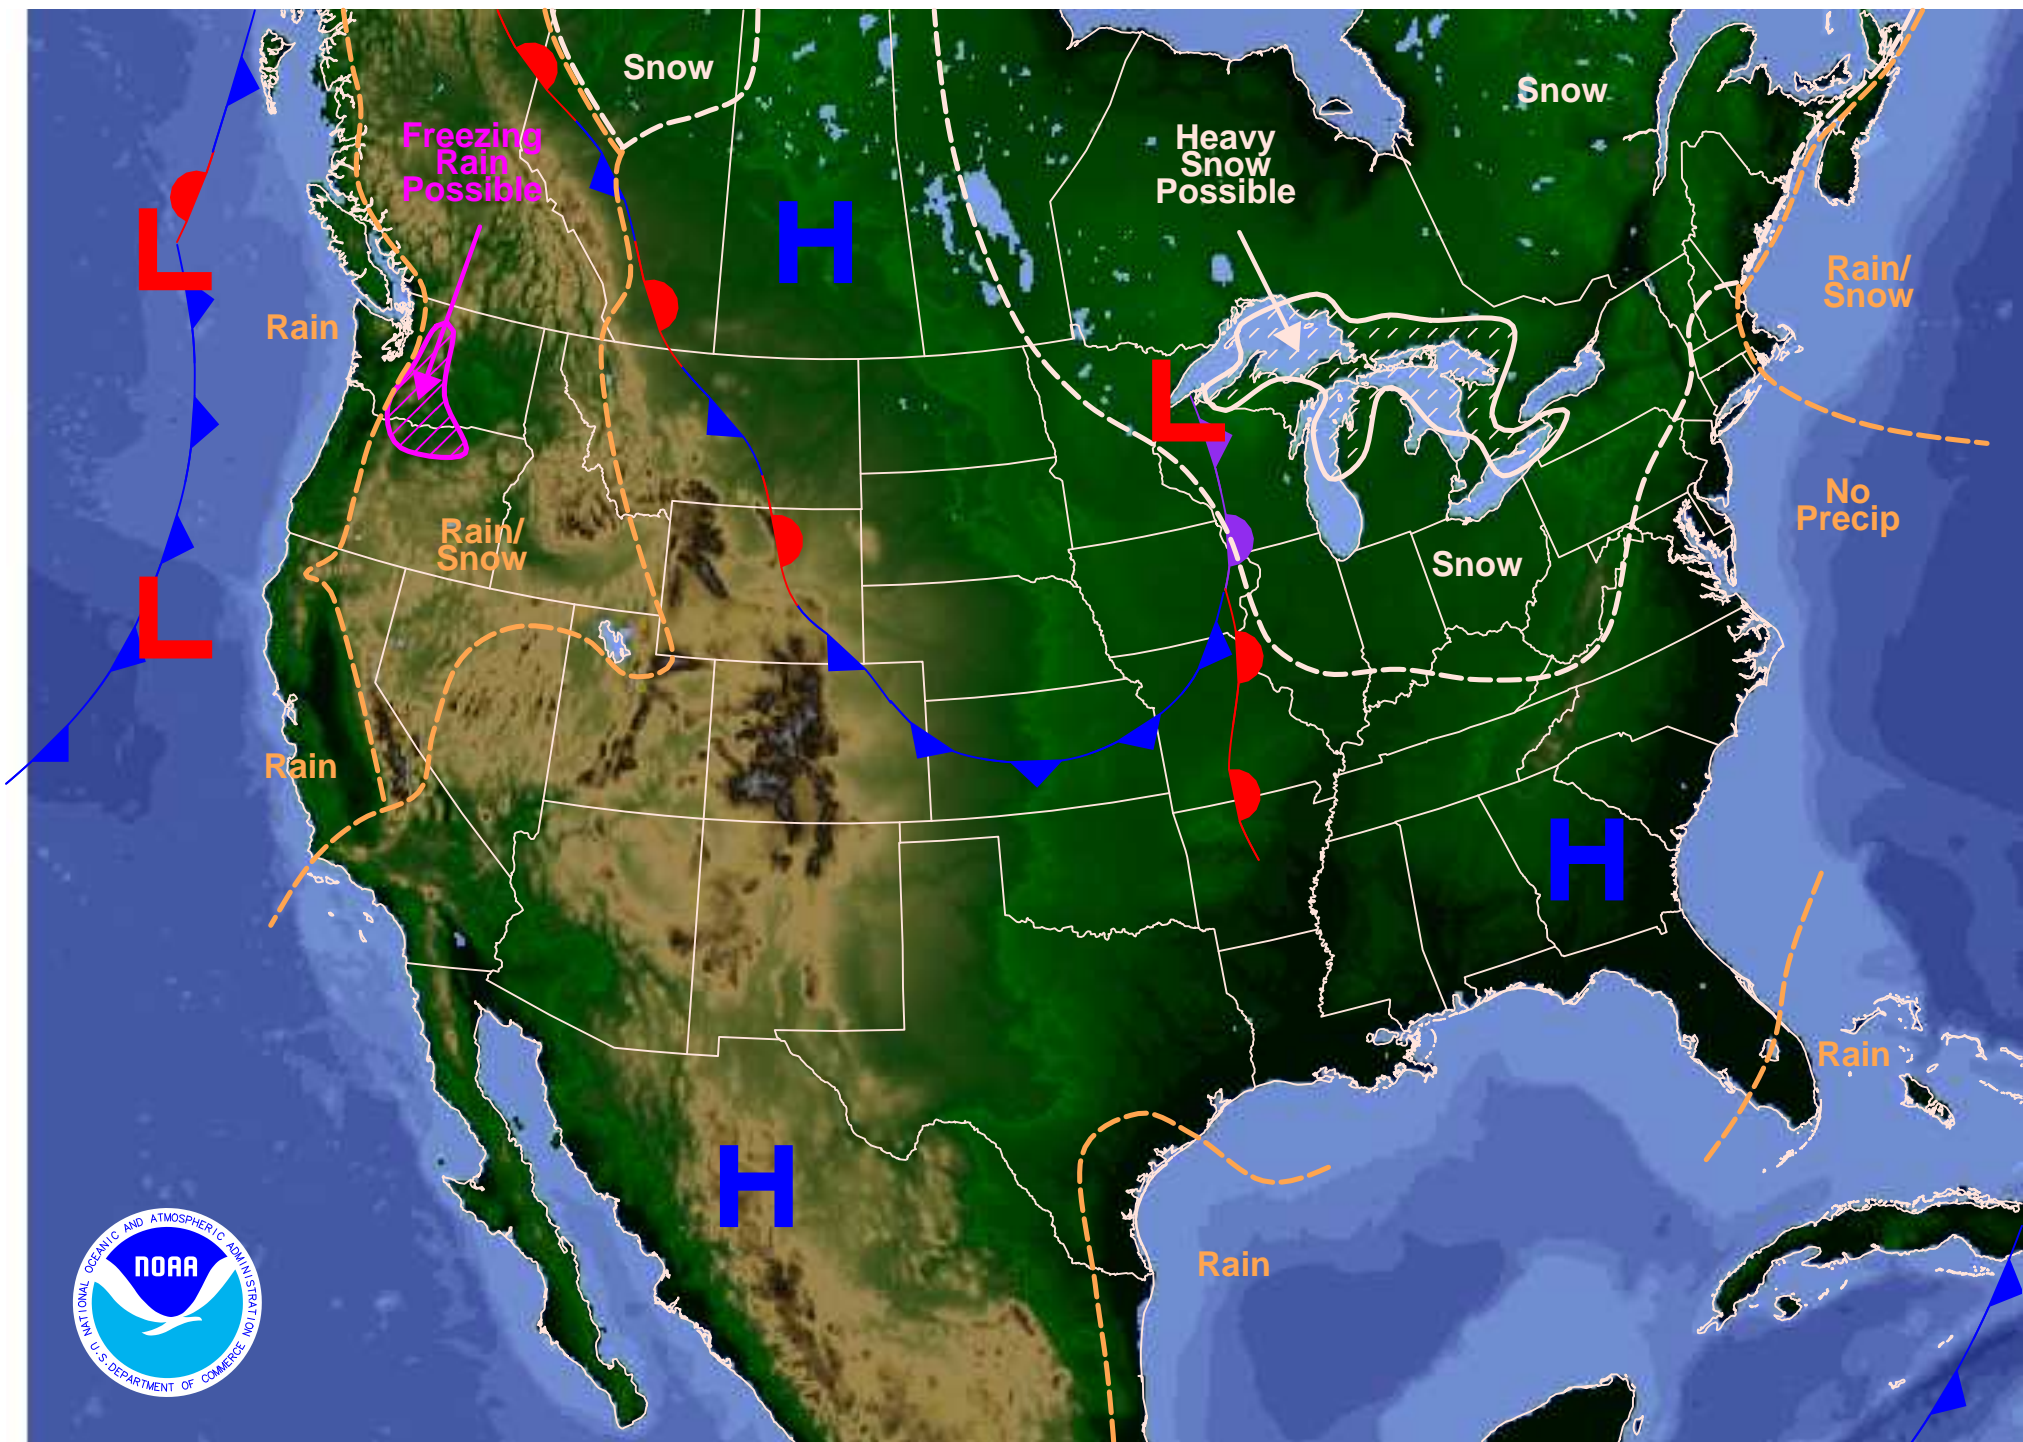 Snow
Snow
Freezing
Rain
Possible
Heavy
Snow
Possible
H
L
Rain/
Snow
Rain
L
No
Precip
Rain/
Snow
Snow
L
Rain
H
Rain
H
Rain
NATIONAL OCEANIC AND ATMOSPHERIC ADMINISTRATION
NOAA
U.S. DEPARTMENT OF COMMERCE